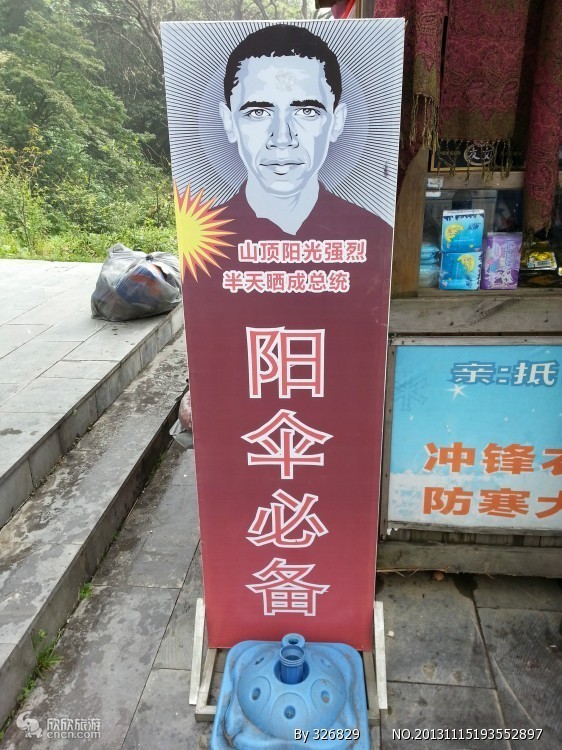 山顶阳光强烈
半天晒成总统
阳
伞
必
备
亲:抵
冲锋
防寒大
欣欣旅游
cncn.com
By 326829
NO.20131115193552897